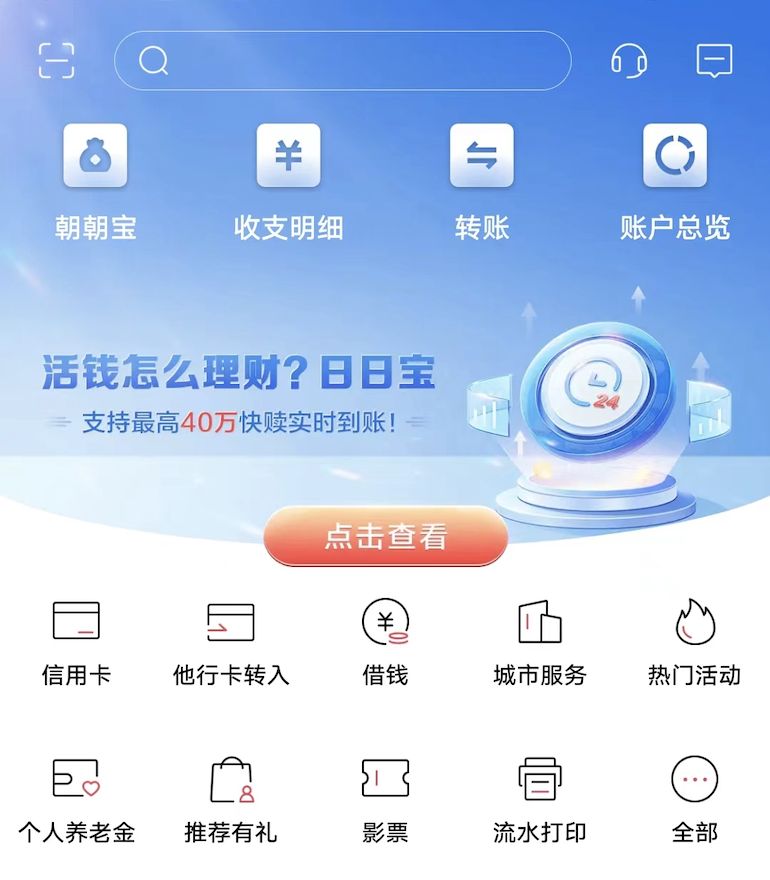 朝朝宝
收支明细
转账
账户总览
活钱怎么理财?日日宝
支持最高40万快赎实时到账!
24
点击查看
信用卡
他行卡转入
借钱
城市服务
热门活动
个人养老金
推荐有礼
影票
流水打印
全部